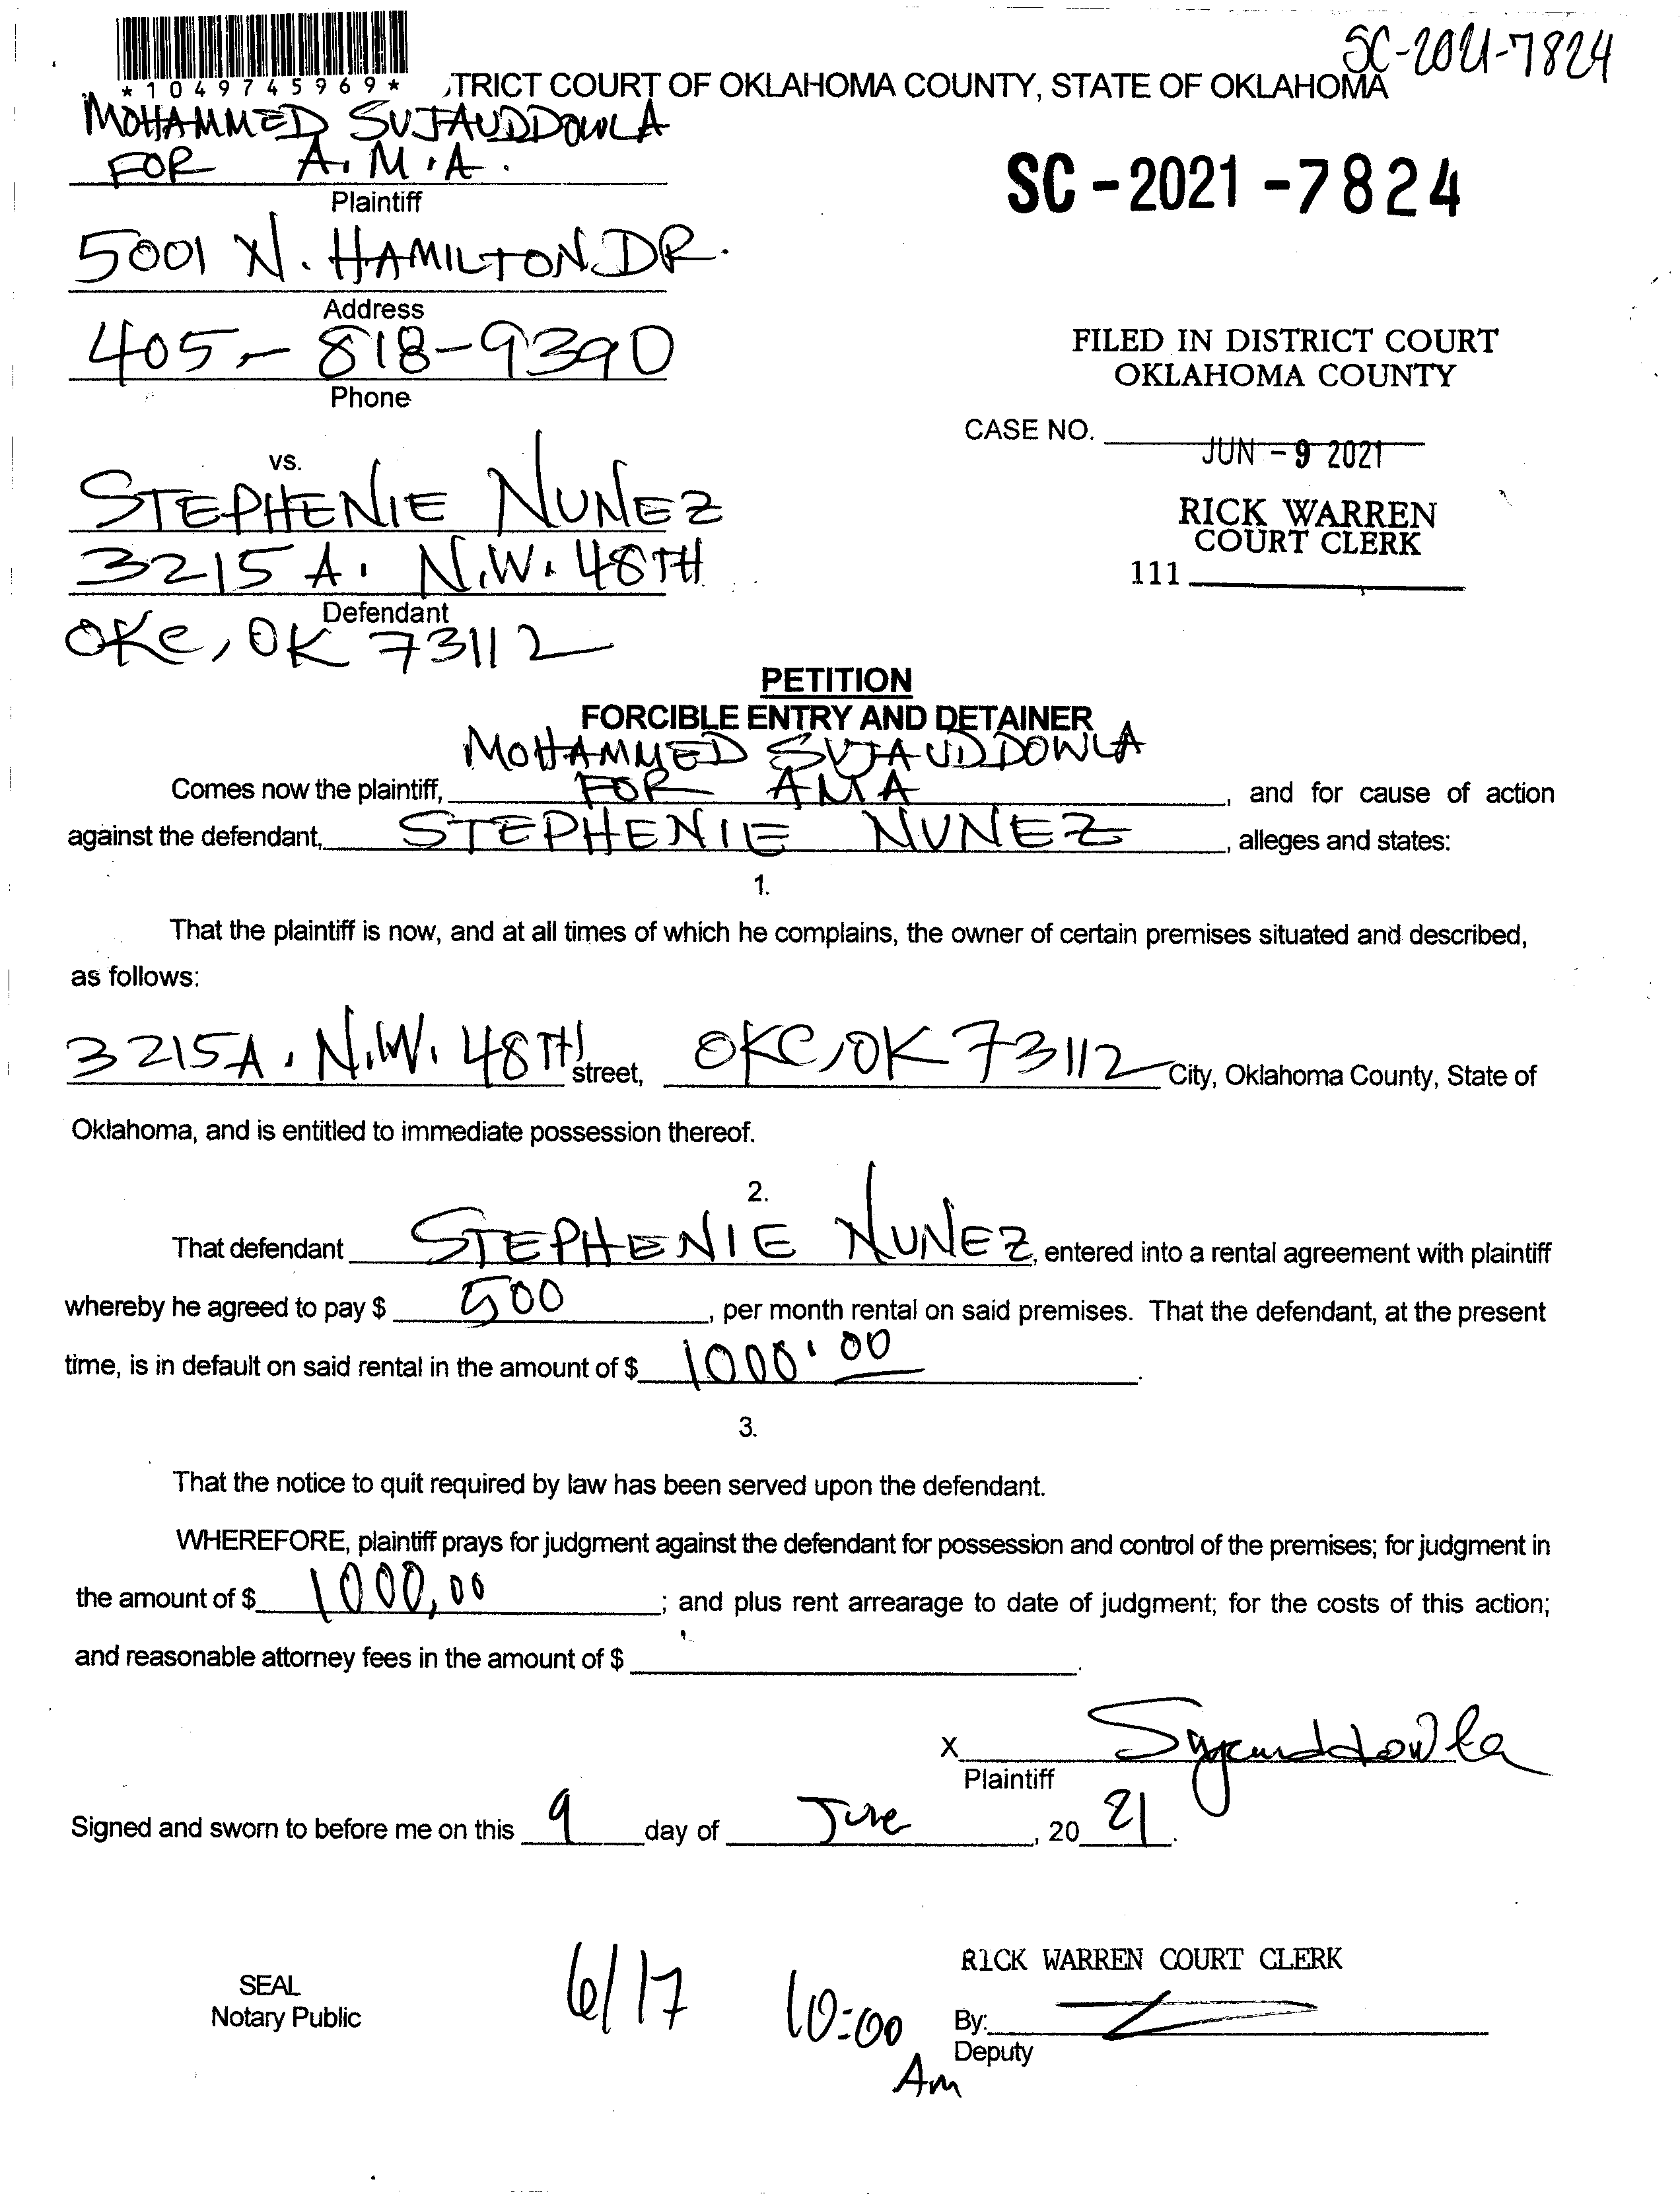 SC-2021-7824
*1049745969*
TRICT COURT OF OKLAHOMA COUNTY, STATE OF OKLAHOMA
MOHAMMED SUJAUDDOWLA
FOR A.M.A.
Plaintiff
SC-2021-7824
5001 N. HAMILTON DR.
Address
405-818-9390
Phone
FILED IN DISTRICT COURT
OKLAHOMA COUNTY
CASE NO.
JUN - 9 2021
vs.
STEPHENIE NUNEZ
RICK WARREN
COURT CLERK
3215 A. N.W. 48TH
111
Defendant
OKC, OK 73112
PETITION
FORCIBLE ENTRY AND DETAINER
MOHAMMED SUJAUDDOWLA
Comes now the plaintiff, FOR AMA, and for cause of action
against the defendant, STEPHENIE NUNEZ, alleges and states:
1.
That the plaintiff is now, and at all times of which he complains, the owner of certain premises situated and described,
as follows:
3215A. N.W. 48TH street, OKC, OK 73112 City, Oklahoma County, State of
Oklahoma, and is entitled to immediate possession thereof.
2.
That defendant STEPHENIE NUNEZ, entered into a rental agreement with plaintiff
whereby he agreed to pay $ 500, per month rental on said premises. That the defendant, at the present
time, is in default on said rental in the amount of $ 1000.00.
3.
That the notice to quit required by law has been served upon the defendant.
WHEREFORE, plaintiff prays for judgment against the defendant for possession and control of the premises; for judgment in
the amount of $ 1000,00; and plus rent arrearage to date of judgment; for the costs of this action;
and reasonable attorney fees in the amount of $ .
X Sujauddowla
Plaintiff
Signed and sworn to before me on this 9 day of June, 20 21.
RICK WARREN COURT CLERK
SEAL
Notary Public
6/17 10:00 Am
By:
Deputy